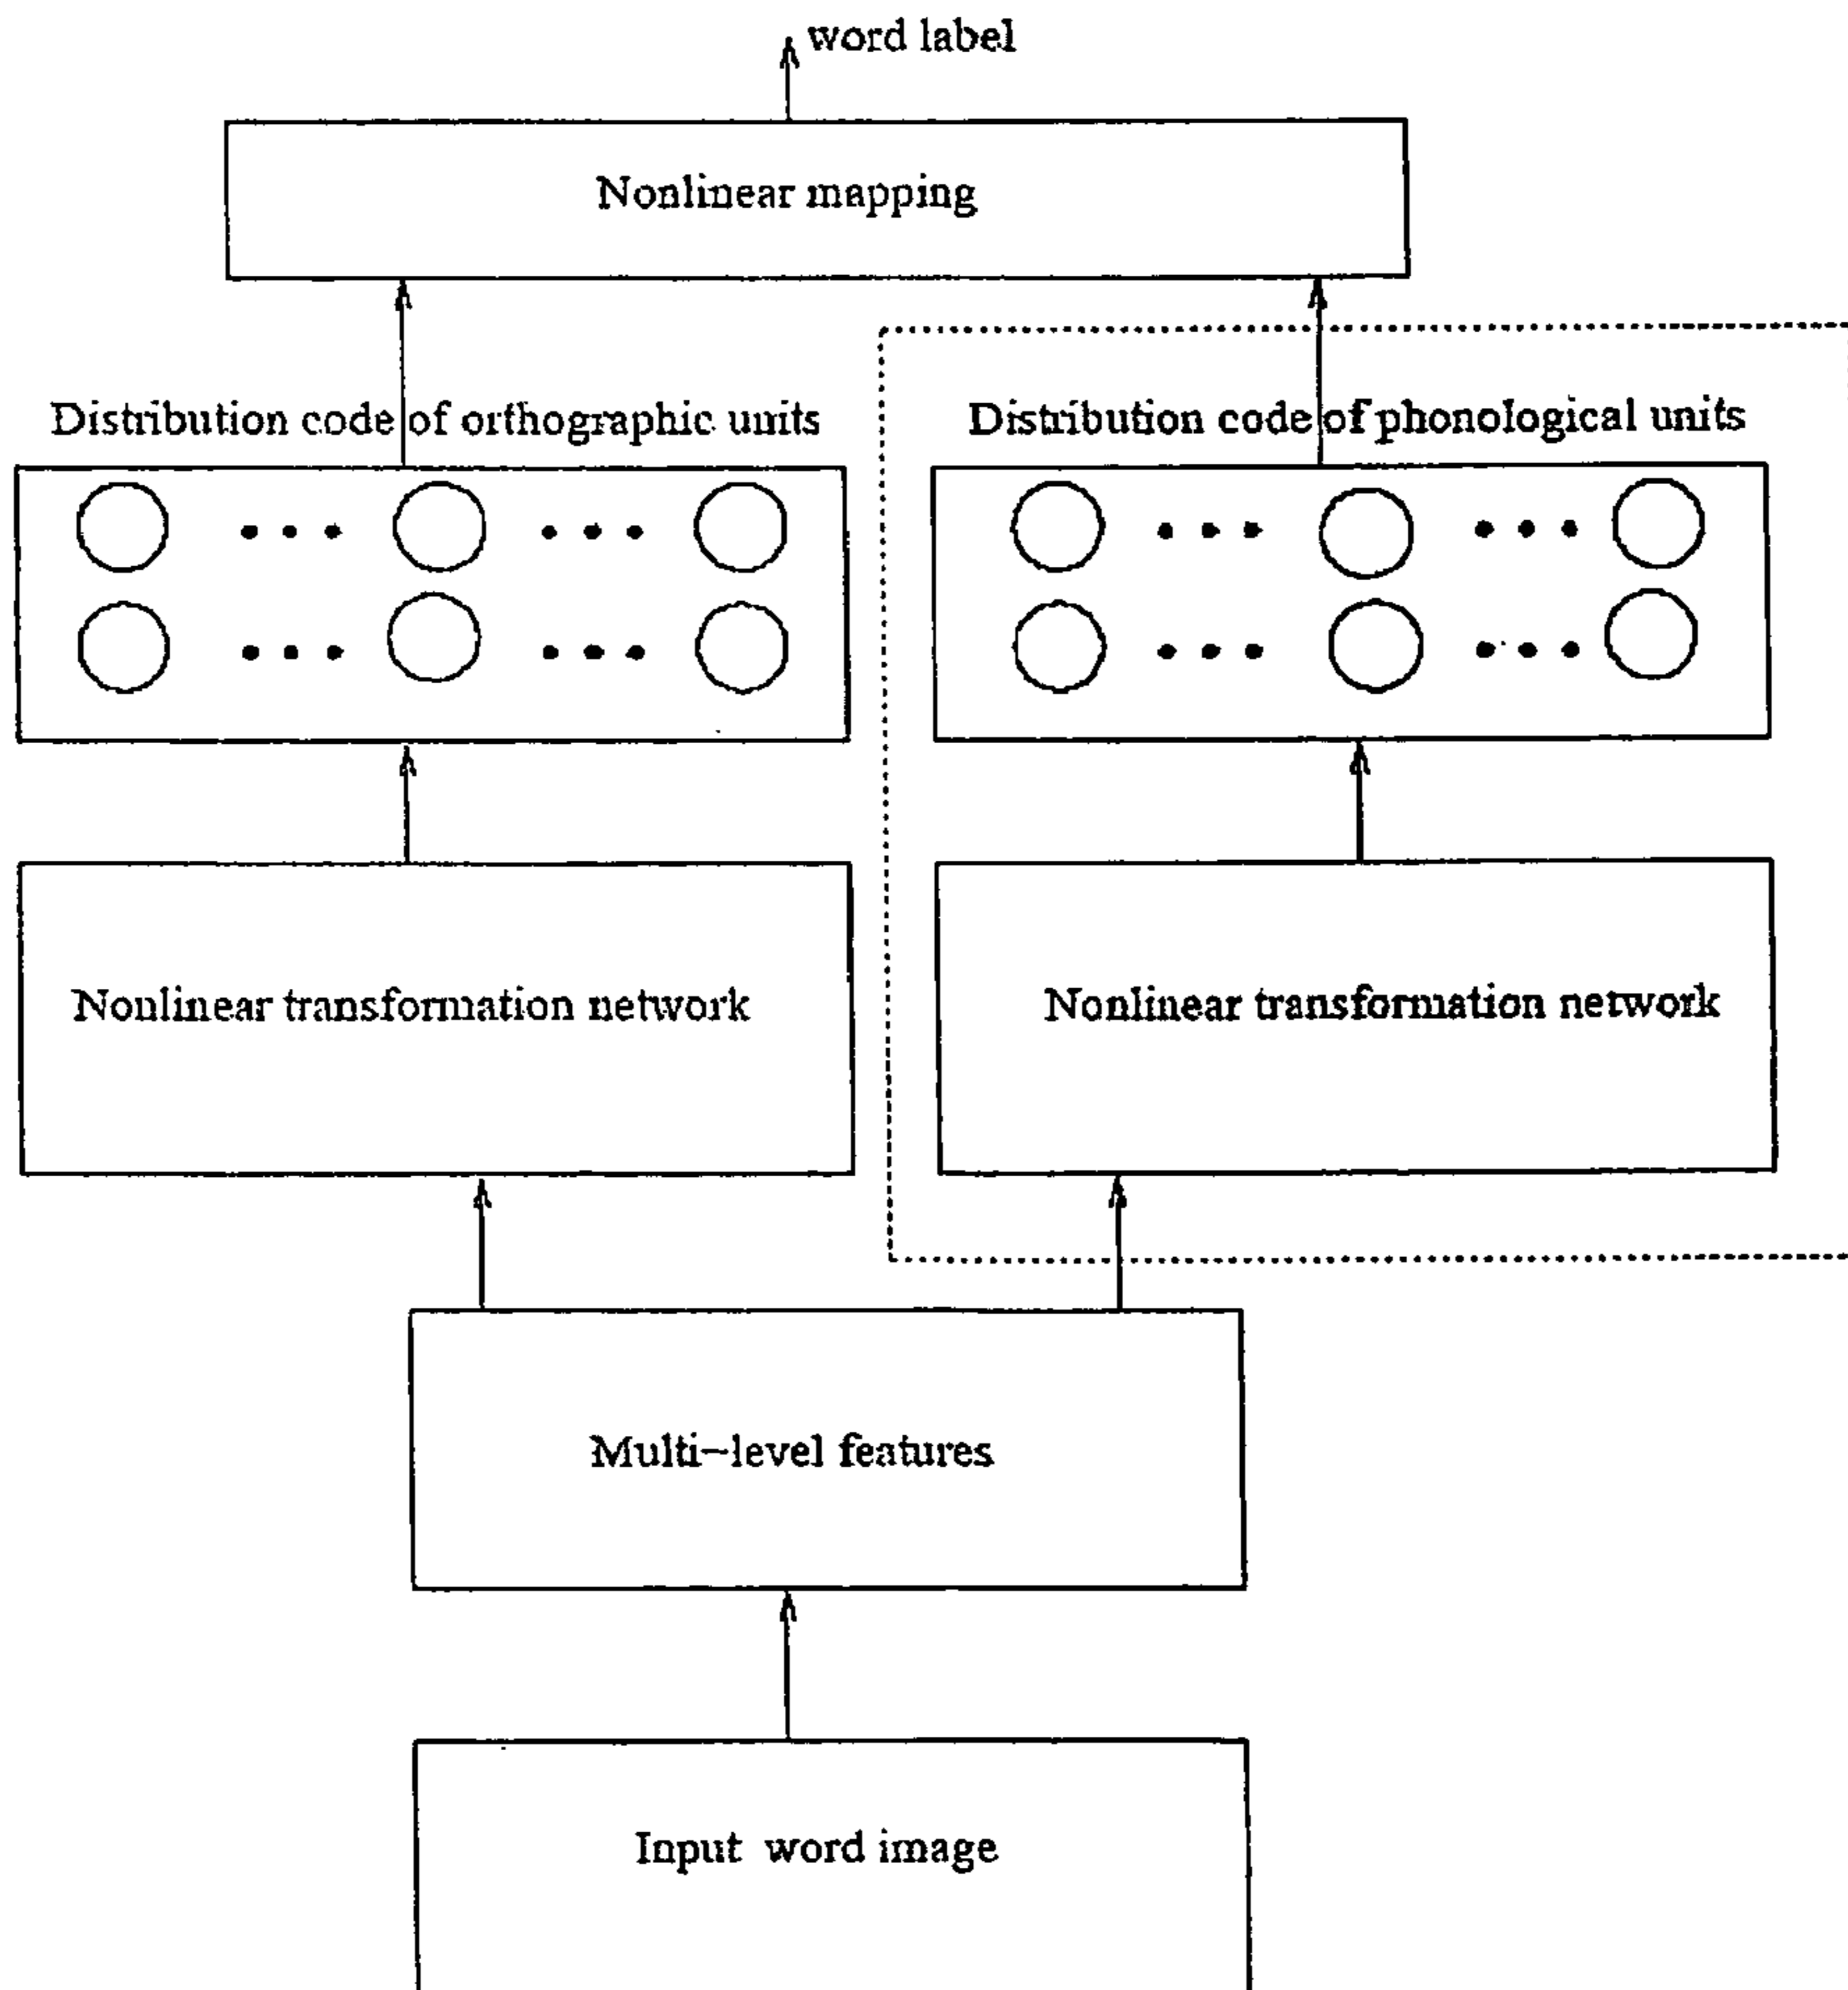 word label
Nonlinear mapping
Distribution code of orthographic units
Distribution code of phonological units
Nonlinear transformation network
Nonlinear transformation network
Multi-level features
Input word image